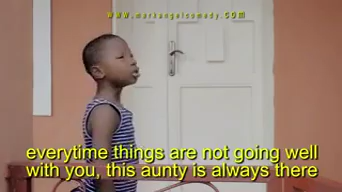 www.markangelcomedy.com
everytime things are not going well
with you, this aunty is always there